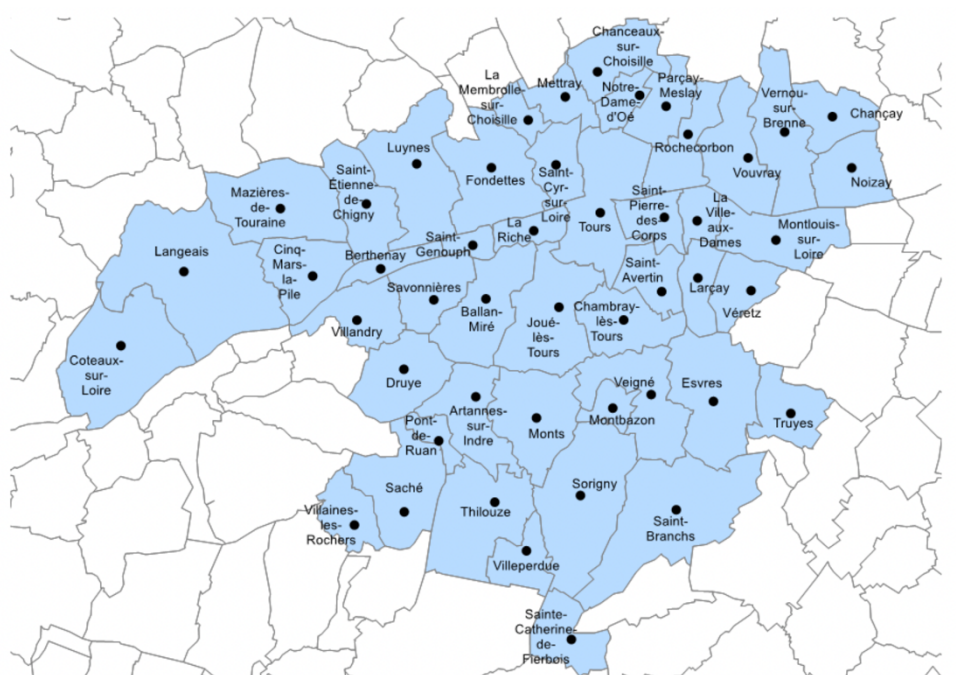 Chanceaux-
sur-
Choisille
La
Membrolle-
sur-
Choisille
Mettray
Notre-
Dame-
d'Oé
Parçay-
Meslay
Vernou-
sur-
Brenne
Chançay
Rochecorbon
Vouvray
Noizay
Luynes
Fondettes
Saint-
Cyr-
sur-
Loire
Saint-
Étienne-
de-
Chigny
Mazières-
de-
Touraine
Langeais
Cinq-
Mars-
la-
Pile
Berthenay
Saint-
Genouph
La
Riche
Tours
Saint-
Pierre-
des-
Corps
La
Ville-
aux-
Dames
Montlouis-
sur-
Loire
Saint-
Avertin
Larçay
Véretz
Savonnières
Ballan-
Miré
Villandry
Joué-
lès-
Tours
Chambray-
lès-
Tours
Coteaux-
sur-
Loire
Druye
Artannes-
sur-
Indre
Pont-
de-
Ruan
Monts
Veigné
Montbazon
Esvres
Truyes
Saché
Villaines-
les-
Rochers
Thilouze
Sorigny
Saint-
Branchs
Villeperdue
Sainte-
Catherine-
de-
Fierbois